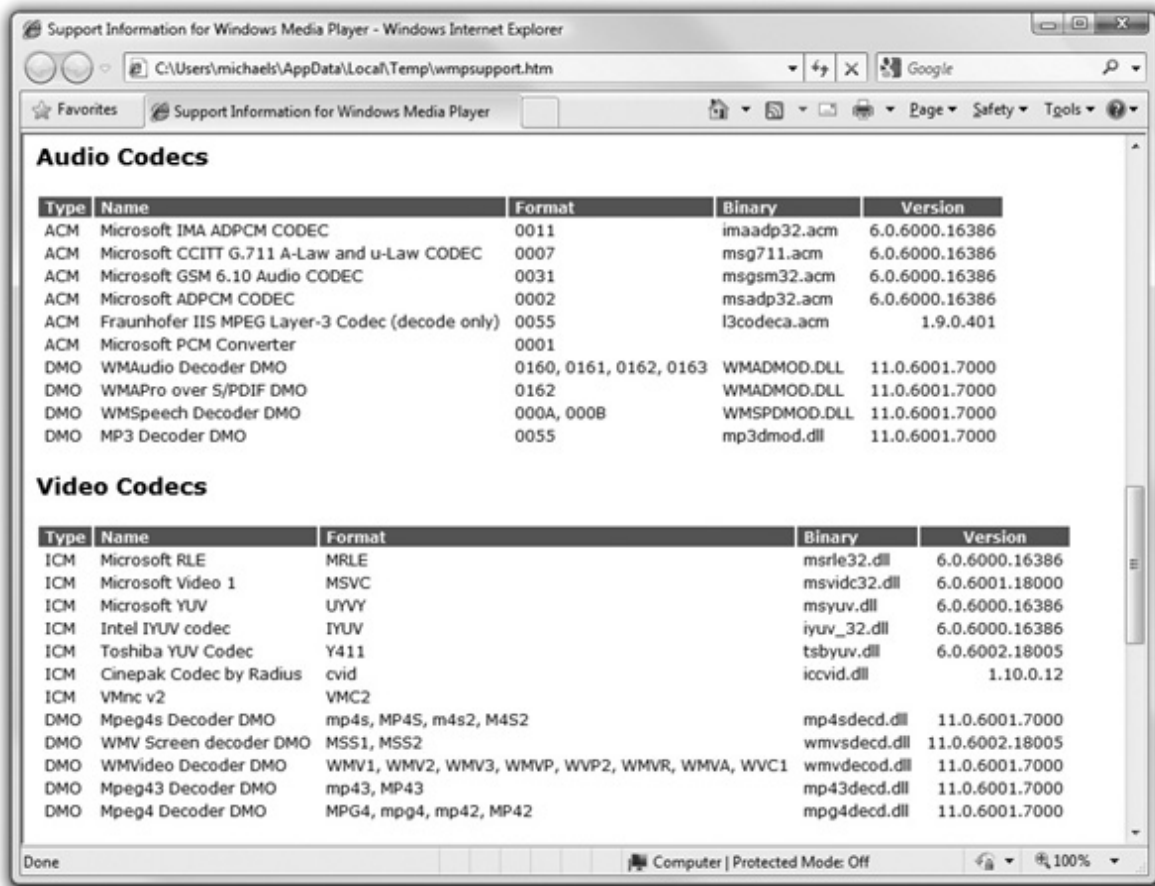 Support Information for Windows Media Player - Windows Internet Explorer
C:\Users\michaels\AppData\Local\Temp\wmpsupport.htm
Google
Favorites
Support Information for Windows Media Player
Page
Safety
Tools
Audio Codecs
Type Name Format Binary Version
ACM Microsoft IMA ADPCM CODEC 0011 imaadp32.acm 6.0.6000.16386
ACM Microsoft CCITT G.711 A-Law and u-Law CODEC 0007 msg711.acm 6.0.6000.16386
ACM Microsoft GSM 6.10 Audio CODEC 0031 msgsm32.acm 6.0.6000.16386
ACM Microsoft ADPCM CODEC 0002 msadp32.acm 6.0.6000.16386
ACM Fraunhofer IIS MPEG Layer-3 Codec (decode only) 0055 l3codeca.acm 1.9.0.401
ACM Microsoft PCM Converter 0001
DMO WMAudio Decoder DMO 0160, 0161, 0162, 0163 WMADMOD.DLL 11.0.6001.7000
DMO WMAPro over S/PDIF DMO 0162 WMADMOD.DLL 11.0.6001.7000
DMO WMSpeech Decoder DMO 000A, 000B WMSPDMOD.DLL 11.0.6001.7000
DMO MP3 Decoder DMO 0055 mp3dmod.dll 11.0.6001.7000
Video Codecs
Type Name Format Binary Version
ICM Microsoft RLE MRLE msrle32.dll 6.0.6000.16386
ICM Microsoft Video 1 MSVC msvidc32.dll 6.0.6001.18000
ICM Microsoft YUV UYVY msyuv.dll 6.0.6000.16386
ICM Intel IYUV codec IYUV iyuv_32.dll 6.0.6000.16386
ICM Toshiba YUV Codec Y411 tsbyuv.dll 6.0.6002.18005
ICM Cinepak Codec by Radius cvid iccvid.dll 1.10.0.12
ICM VMnc v2 VMC2
DMO Mpeg4s Decoder DMO mp4s, MP4S, m4s2, M4S2 mp4sdecd.dll 11.0.6001.7000
DMO WMV Screen decoder DMO MSS1, MSS2 wmvsdecd.dll 11.0.6002.18005
DMO WMVideo Decoder DMO WMV1, WMV2, WMV3, WMVP, WVP2, WMVR, WMVA, WVC1 wmvdecod.dll 11.0.6001.7000
DMO Mpeg43 Decoder DMO mp43, MP43 mp43decd.dll 11.0.6001.7000
DMO Mpeg4 Decoder DMO MPG4, mpg4, mp42, MP42 mpg4decd.dll 11.0.6001.7000
Done
Computer | Protected Mode: Off
100%